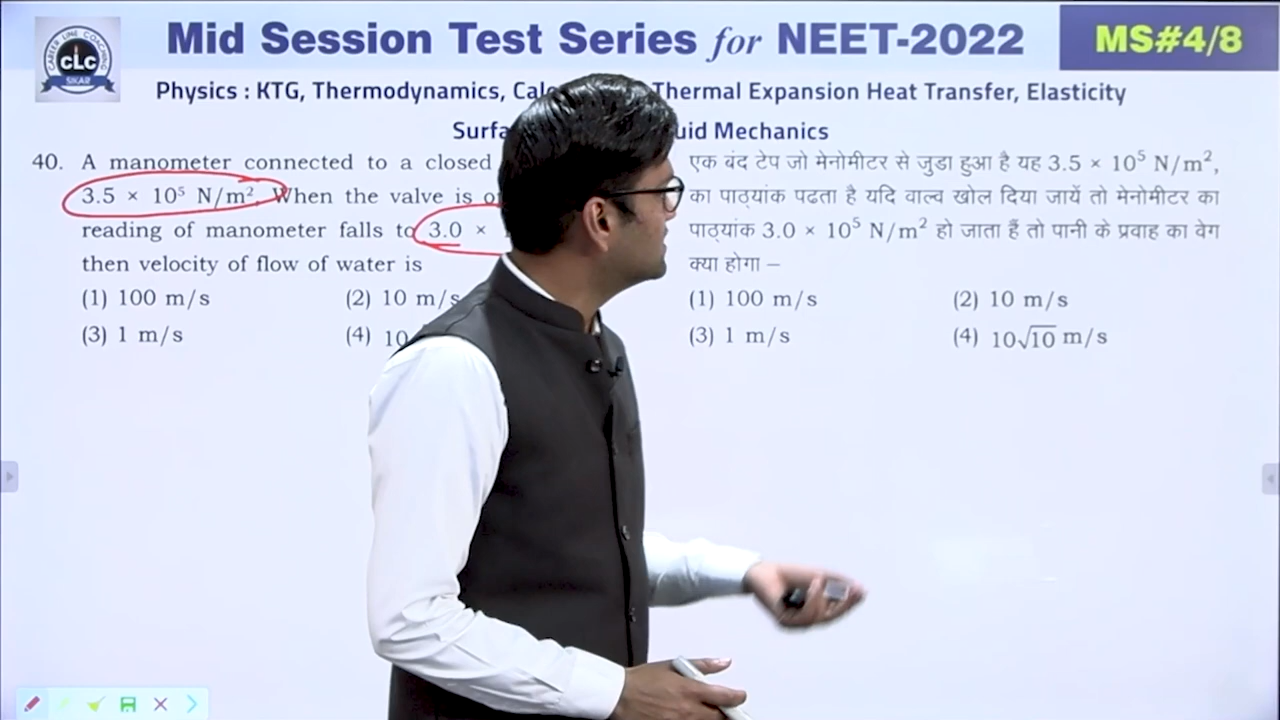 CAREER LINE COACHING
CLC
SIKAR
Mid Session Test Series for NEET-2022
MS#4/8
Physics : KTG, Thermodynamics, Thermal Expansion Heat Transfer, Elasticity
Mechanics
40. A manometer connected to a closed
3.5 × 10⁵ N/m². When the valve is
reading of manometer falls to 3.0 ×
then velocity of flow of water is
(1) 100 m/s (2) 10 m/s
(3) 1 m/s (4) 10
एक बंद टेप जो मेनोमीटर से जुडा हुआ है यह 3.5 × 10⁵ N/m²,
का पाठ्यांक पढता है यदि वाल्व खोल दिया जायें तो मेनोमीटर का
पाठ्यांक 3.0 × 10⁵ N/m² हो जाता हैं तो पानी के प्रवाह का वेग
क्या होगा –
(1) 100 m/s (2) 10 m/s
(3) 1 m/s (4) 10√10 m/s